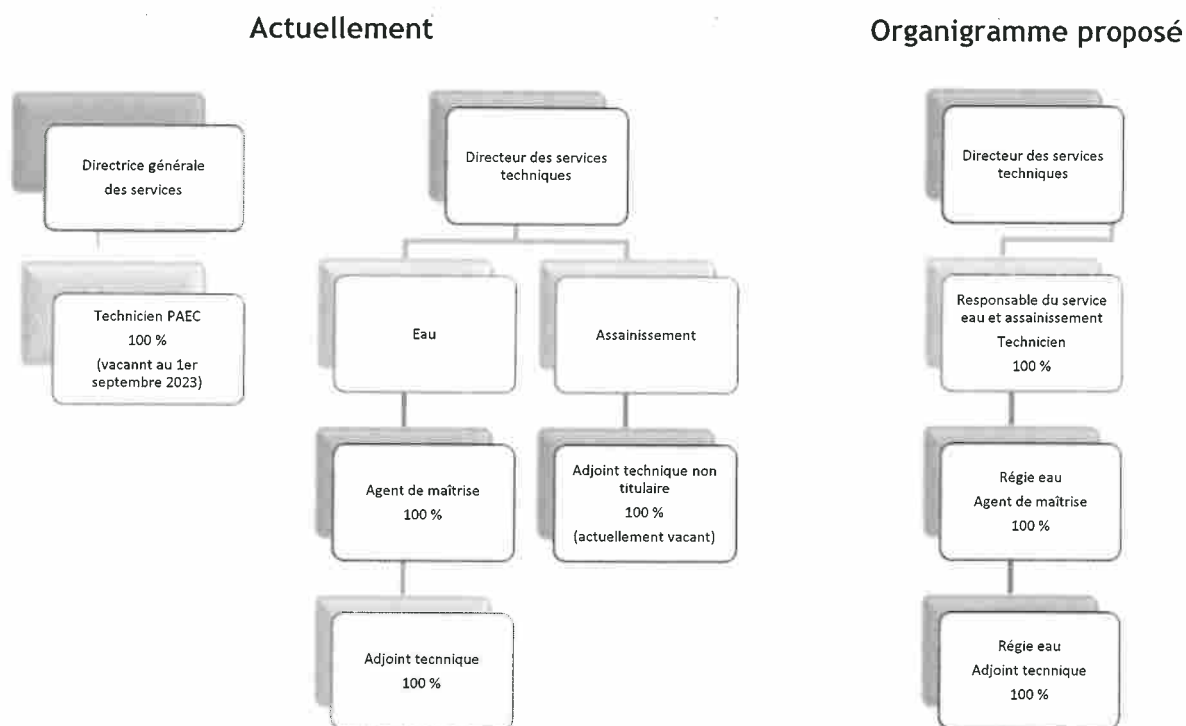 Actuellement
Organigramme proposé
Directrice générale
des services
Technicien PAEC
100 %
(vacannt au 1er
septembre 2023)
Directeur des services
techniques
Eau
Assainissement
Agent de maîtrise
100 %
Adjoint technique non
titulaire
100 %
(actuellement vacant)
Adjoint tecnnique
100 %
Directeur des services
techniques
Responsable du service
eau et assainissement
Technicien
100 %
Régie eau
Agent de maîtrise
100 %
Régie eau
Adjoint tecnnique
100 %